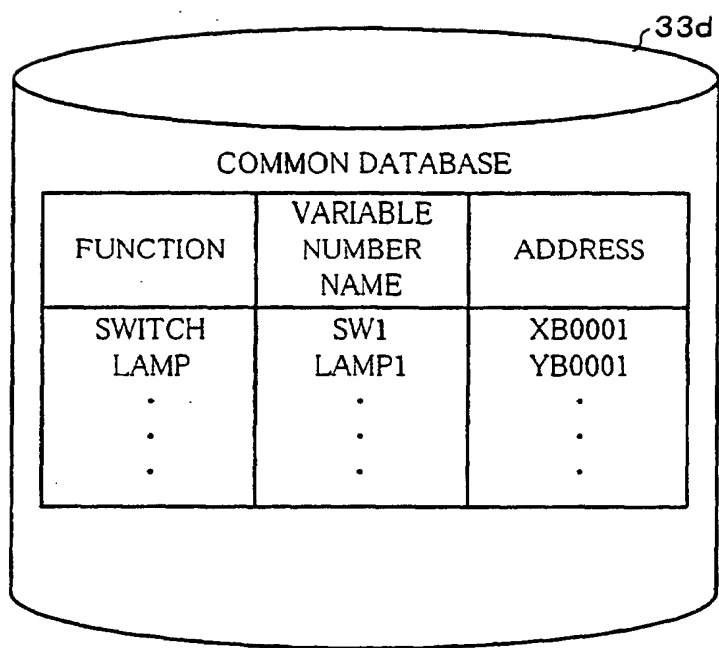 33d
COMMON DATABASE
FUNCTION
VARIABLE
NUMBER
NAME
ADDRESS
SWITCH SW1 XB0001
LAMP LAMP1 YB0001